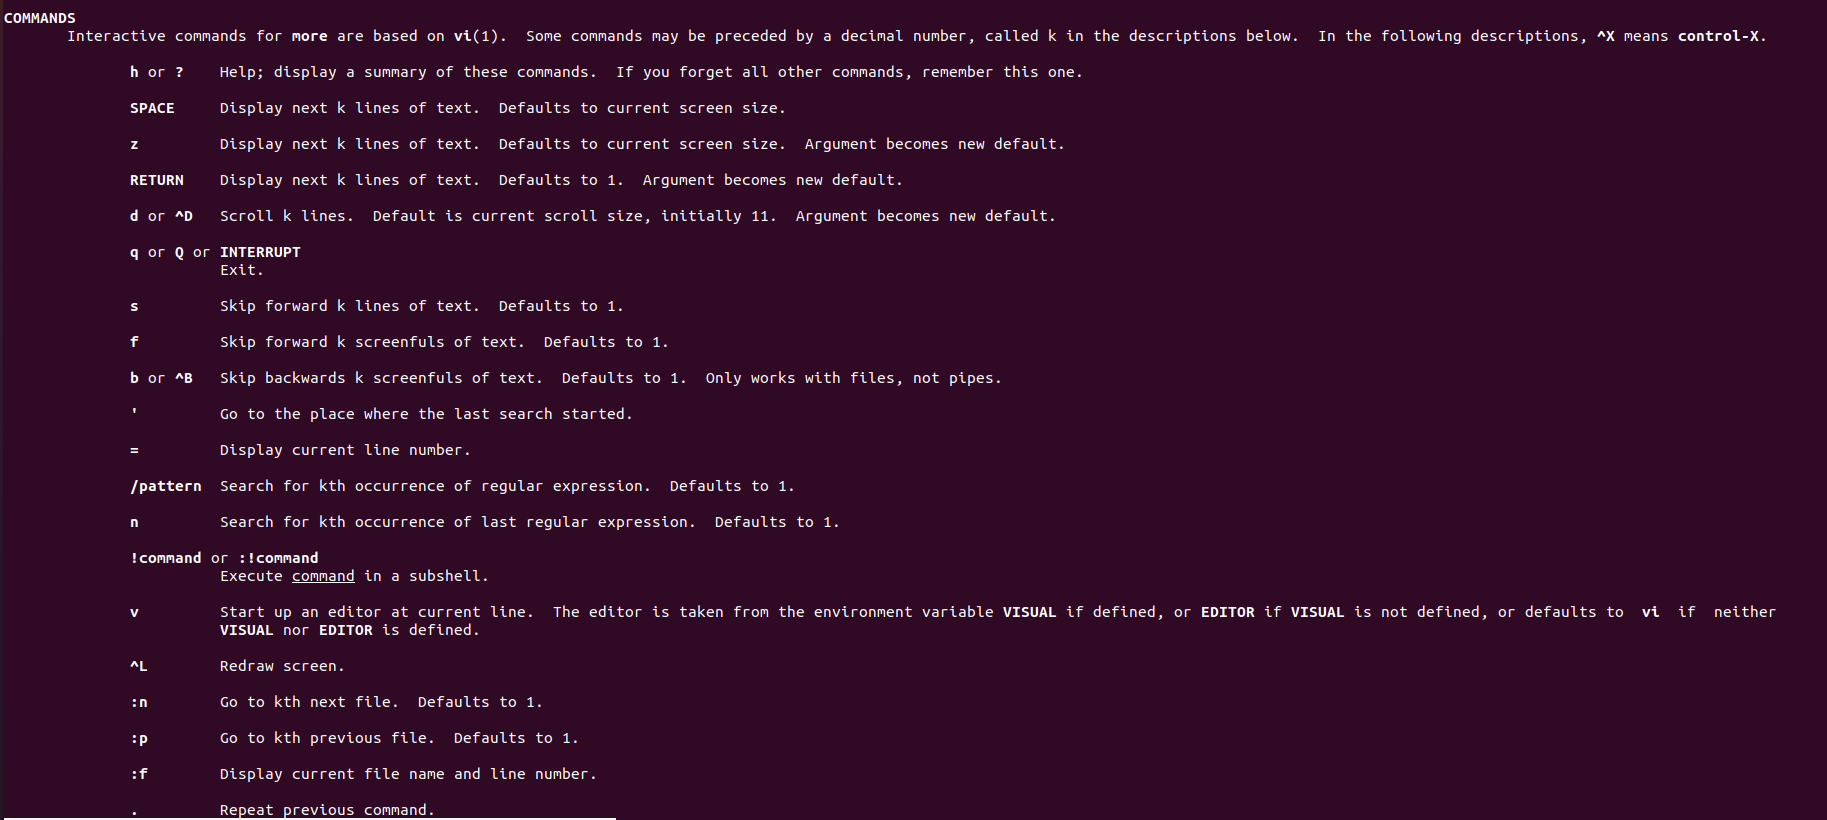 COMMANDS
Interactive commands for more are based on vi(1).  Some commands may be preceded by a decimal number, called k in the descriptions below.  In the following descriptions, ^X means control-X.
h or ?    Help; display a summary of these commands.  If you forget all other commands, remember this one.
SPACE     Display next k lines of text.  Defaults to current screen size.
z         Display next k lines of text.  Defaults to current screen size.  Argument becomes new default.
RETURN    Display next k lines of text.  Defaults to 1.  Argument becomes new default.
d or ^D   Scroll k lines.  Default is current scroll size, initially 11.  Argument becomes new default.
q or Q or INTERRUPT
Exit.
s         Skip forward k lines of text.  Defaults to 1.
f         Skip forward k screenfuls of text.  Defaults to 1.
b or ^B   Skip backwards k screenfuls of text.  Defaults to 1.  Only works with files, not pipes.
'         Go to the place where the last search started.
=         Display current line number.
/pattern  Search for kth occurrence of regular expression.  Defaults to 1.
n         Search for kth occurrence of last regular expression.  Defaults to 1.
!command or :!command
Execute command in a subshell.
v         Start up an editor at current line.  The editor is taken from the environment variable VISUAL if defined, or EDITOR if VISUAL is not defined, or defaults to  vi  if  neither
VISUAL nor EDITOR is defined.
^L        Redraw screen.
:n        Go to kth next file.  Defaults to 1.
:p        Go to kth previous file.  Defaults to 1.
:f        Display current file name and line number.
.         Repeat previous command.